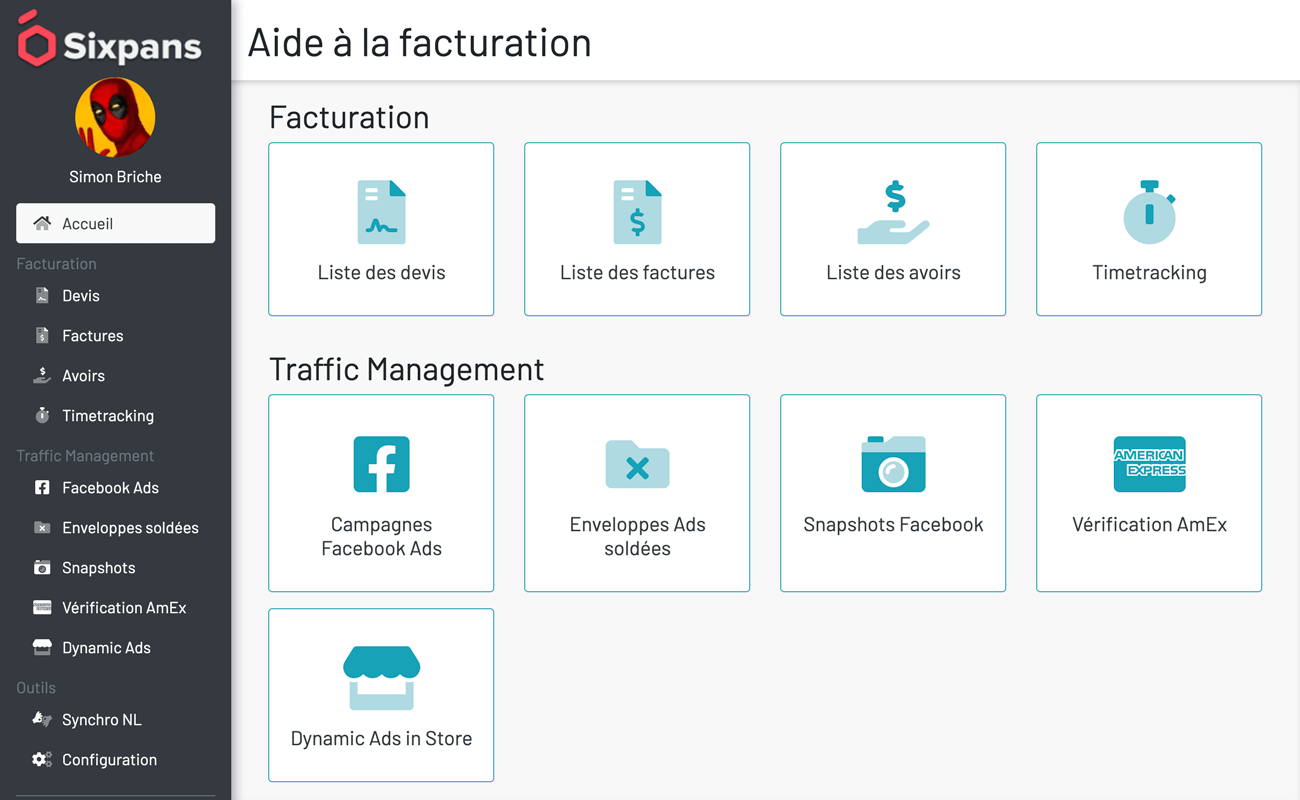 Sixpans
Simon Briche
Accueil
Facturation
Devis
Factures
Avoirs
Timetracking
Traffic Management
Facebook Ads
Enveloppes soldées
Snapshots
Vérification AmEx
Dynamic Ads
Outils
Synchro NL
Configuration
Aide à la facturation
Facturation
Liste des devis
Liste des factures
Liste des avoirs
Timetracking
Traffic Management
Campagnes
Facebook Ads
Enveloppes Ads
soldées
Snapshots Facebook
AMERICAN
EXPRESS
Vérification AmEx
Dynamic Ads in Store